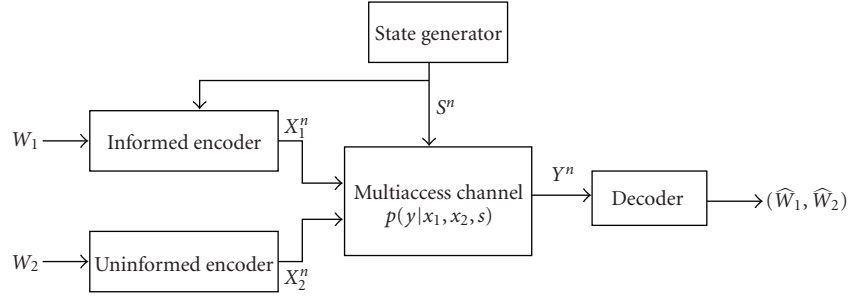 State generator
S^n
W_1
Informed encoder
X_1^n
Multiaccess channel
p(y|x_1, x_2, s)
Y^n
Decoder
(Ŵ_1, Ŵ_2)
W_2
Uninformed encoder
X_2^n